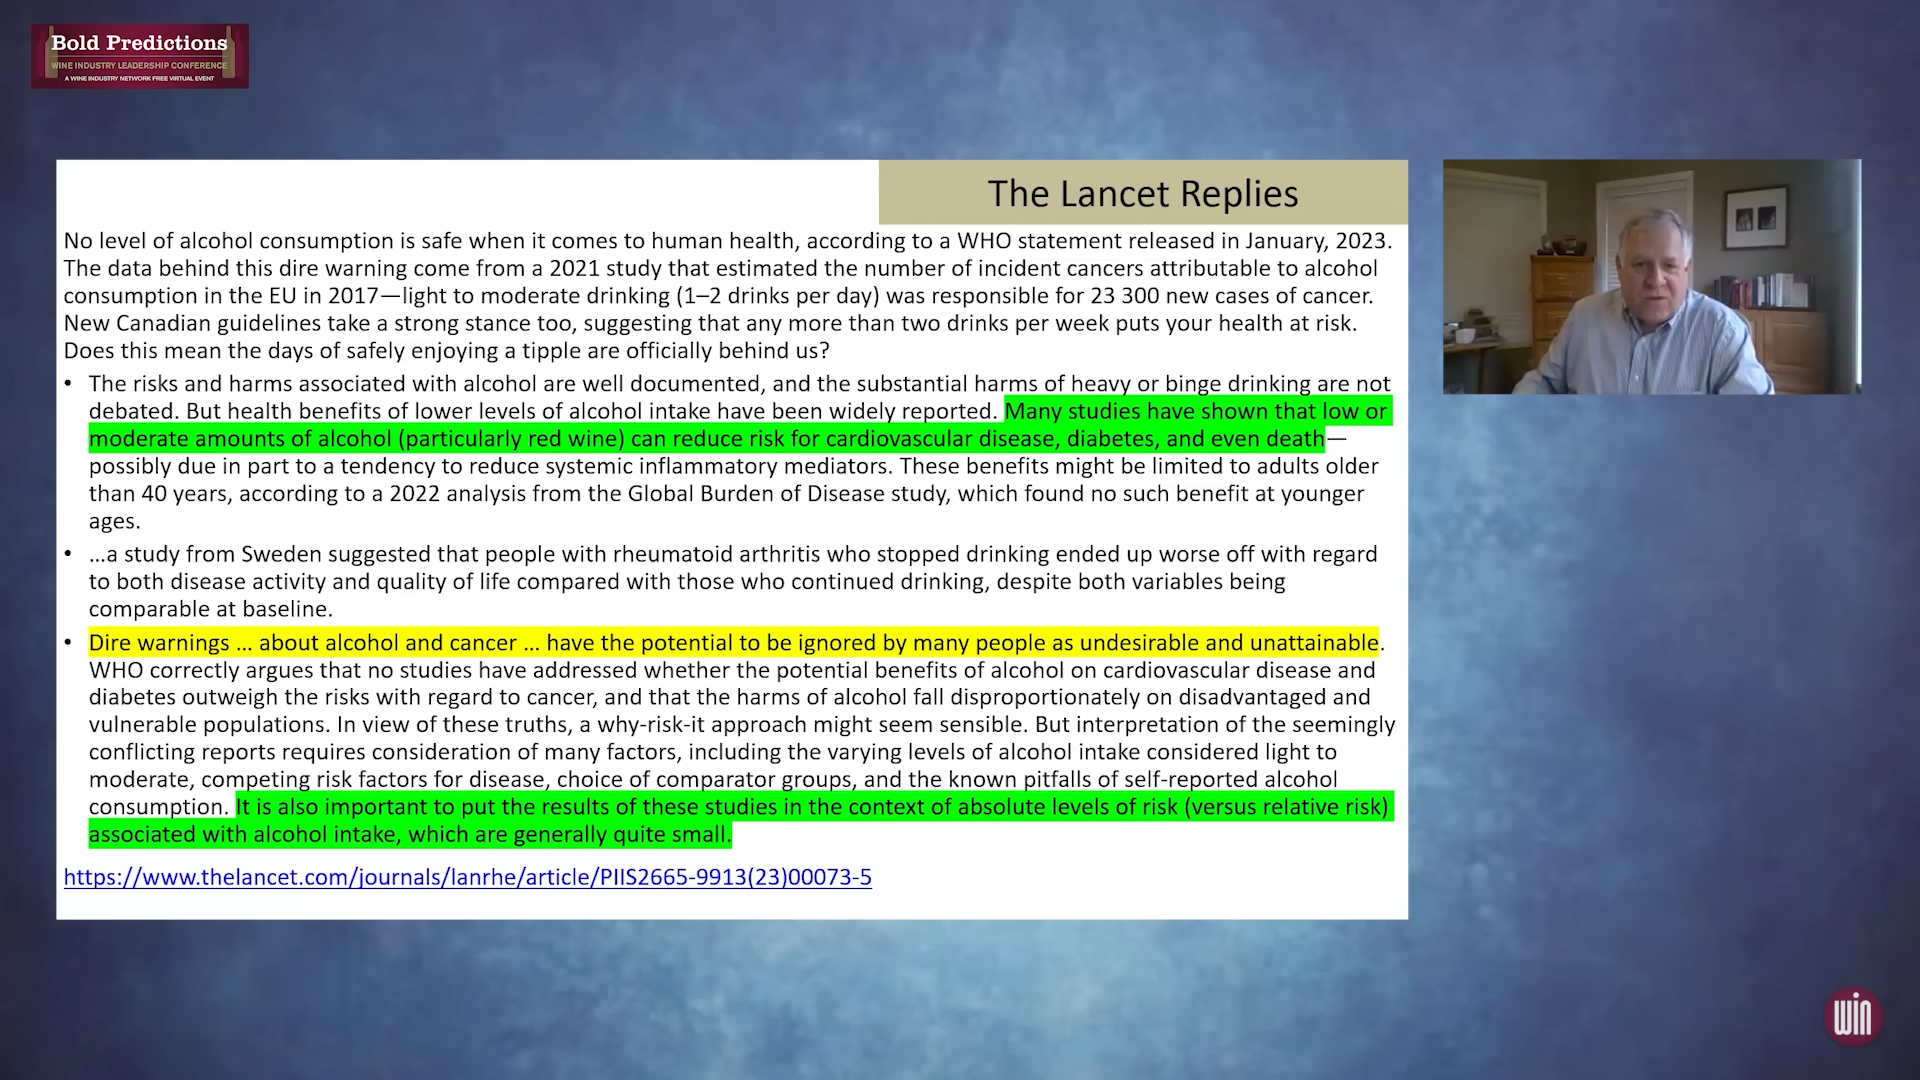 Bold Predictions
WINE INDUSTRY LEADERSHIP CONFERENCE
A WINE INDUSTRY NETWORK FREE VIRTUAL EVENT
The Lancet Replies
No level of alcohol consumption is safe when it comes to human health, according to a WHO statement released in January, 2023.
The data behind this dire warning come from a 2021 study that estimated the number of incident cancers attributable to alcohol
consumption in the EU in 2017—light to moderate drinking (1–2 drinks per day) was responsible for 23 300 new cases of cancer.
New Canadian guidelines take a strong stance too, suggesting that any more than two drinks per week puts your health at risk.
Does this mean the days of safely enjoying a tipple are officially behind us?
• The risks and harms associated with alcohol are well documented, and the substantial harms of heavy or binge drinking are not
debated. But health benefits of lower levels of alcohol intake have been widely reported. Many studies have shown that low or
moderate amounts of alcohol (particularly red wine) can reduce risk for cardiovascular disease, diabetes, and even death—
possibly due in part to a tendency to reduce systemic inflammatory mediators. These benefits might be limited to adults older
than 40 years, according to a 2022 analysis from the Global Burden of Disease study, which found no such benefit at younger
ages.
• …a study from Sweden suggested that people with rheumatoid arthritis who stopped drinking ended up worse off with regard
to both disease activity and quality of life compared with those who continued drinking, despite both variables being
comparable at baseline.
• Dire warnings … about alcohol and cancer … have the potential to be ignored by many people as undesirable and unattainable.
WHO correctly argues that no studies have addressed whether the potential benefits of alcohol on cardiovascular disease and
diabetes outweigh the risks with regard to cancer, and that the harms of alcohol fall disproportionately on disadvantaged and
vulnerable populations. In view of these truths, a why-risk-it approach might seem sensible. But interpretation of the seemingly
conflicting reports requires consideration of many factors, including the varying levels of alcohol intake considered light to
moderate, competing risk factors for disease, choice of comparator groups, and the known pitfalls of self-reported alcohol
consumption. It is also important to put the results of these studies in the context of absolute levels of risk (versus relative risk)
associated with alcohol intake, which are generally quite small.
https://www.thelancet.com/journals/lanrhe/article/PIIS2665-9913(23)00073-5
win